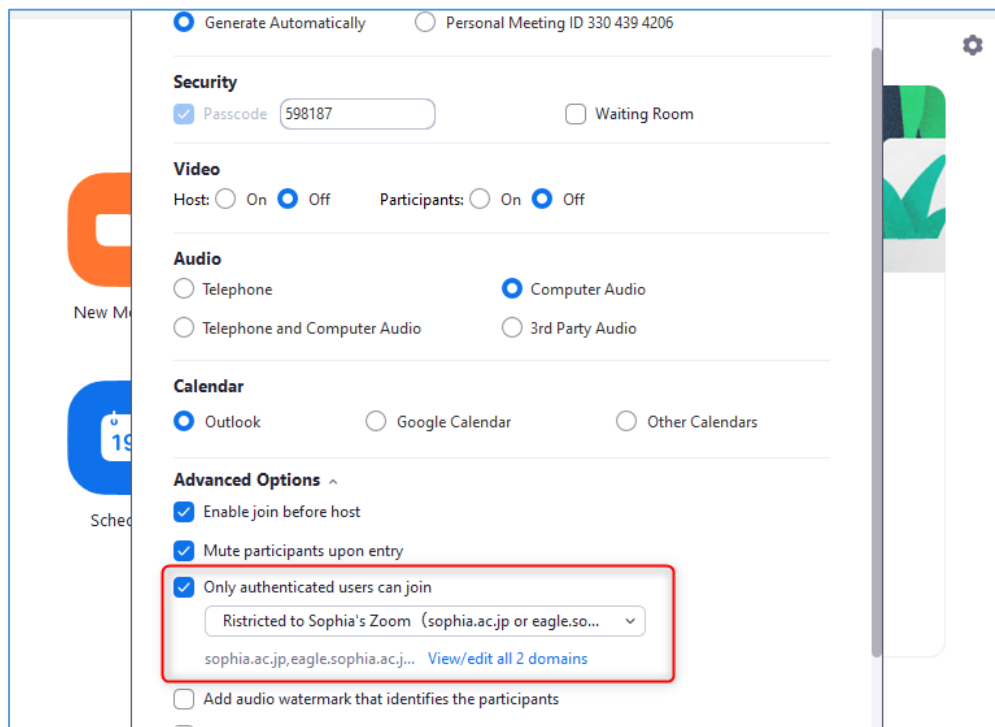 Generate Automatically Personal Meeting ID 330 439 4206
Security
Passcode 598187 Waiting Room
Video
Host: On Off Participants: On Off
Audio
Telephone Computer Audio
New M
Telephone and Computer Audio 3rd Party Audio
Calendar
Outlook Google Calendar Other Calendars
19
Advanced Options
Enable join before host
Sched
Mute participants upon entry
Only authenticated users can join
Ristricted to Sophia's Zoom（sophia.ac.jp or eagle.so...
sophia.ac.jp,eagle.sophia.ac.j... View/edit all 2 domains
Add audio watermark that identifies the participants